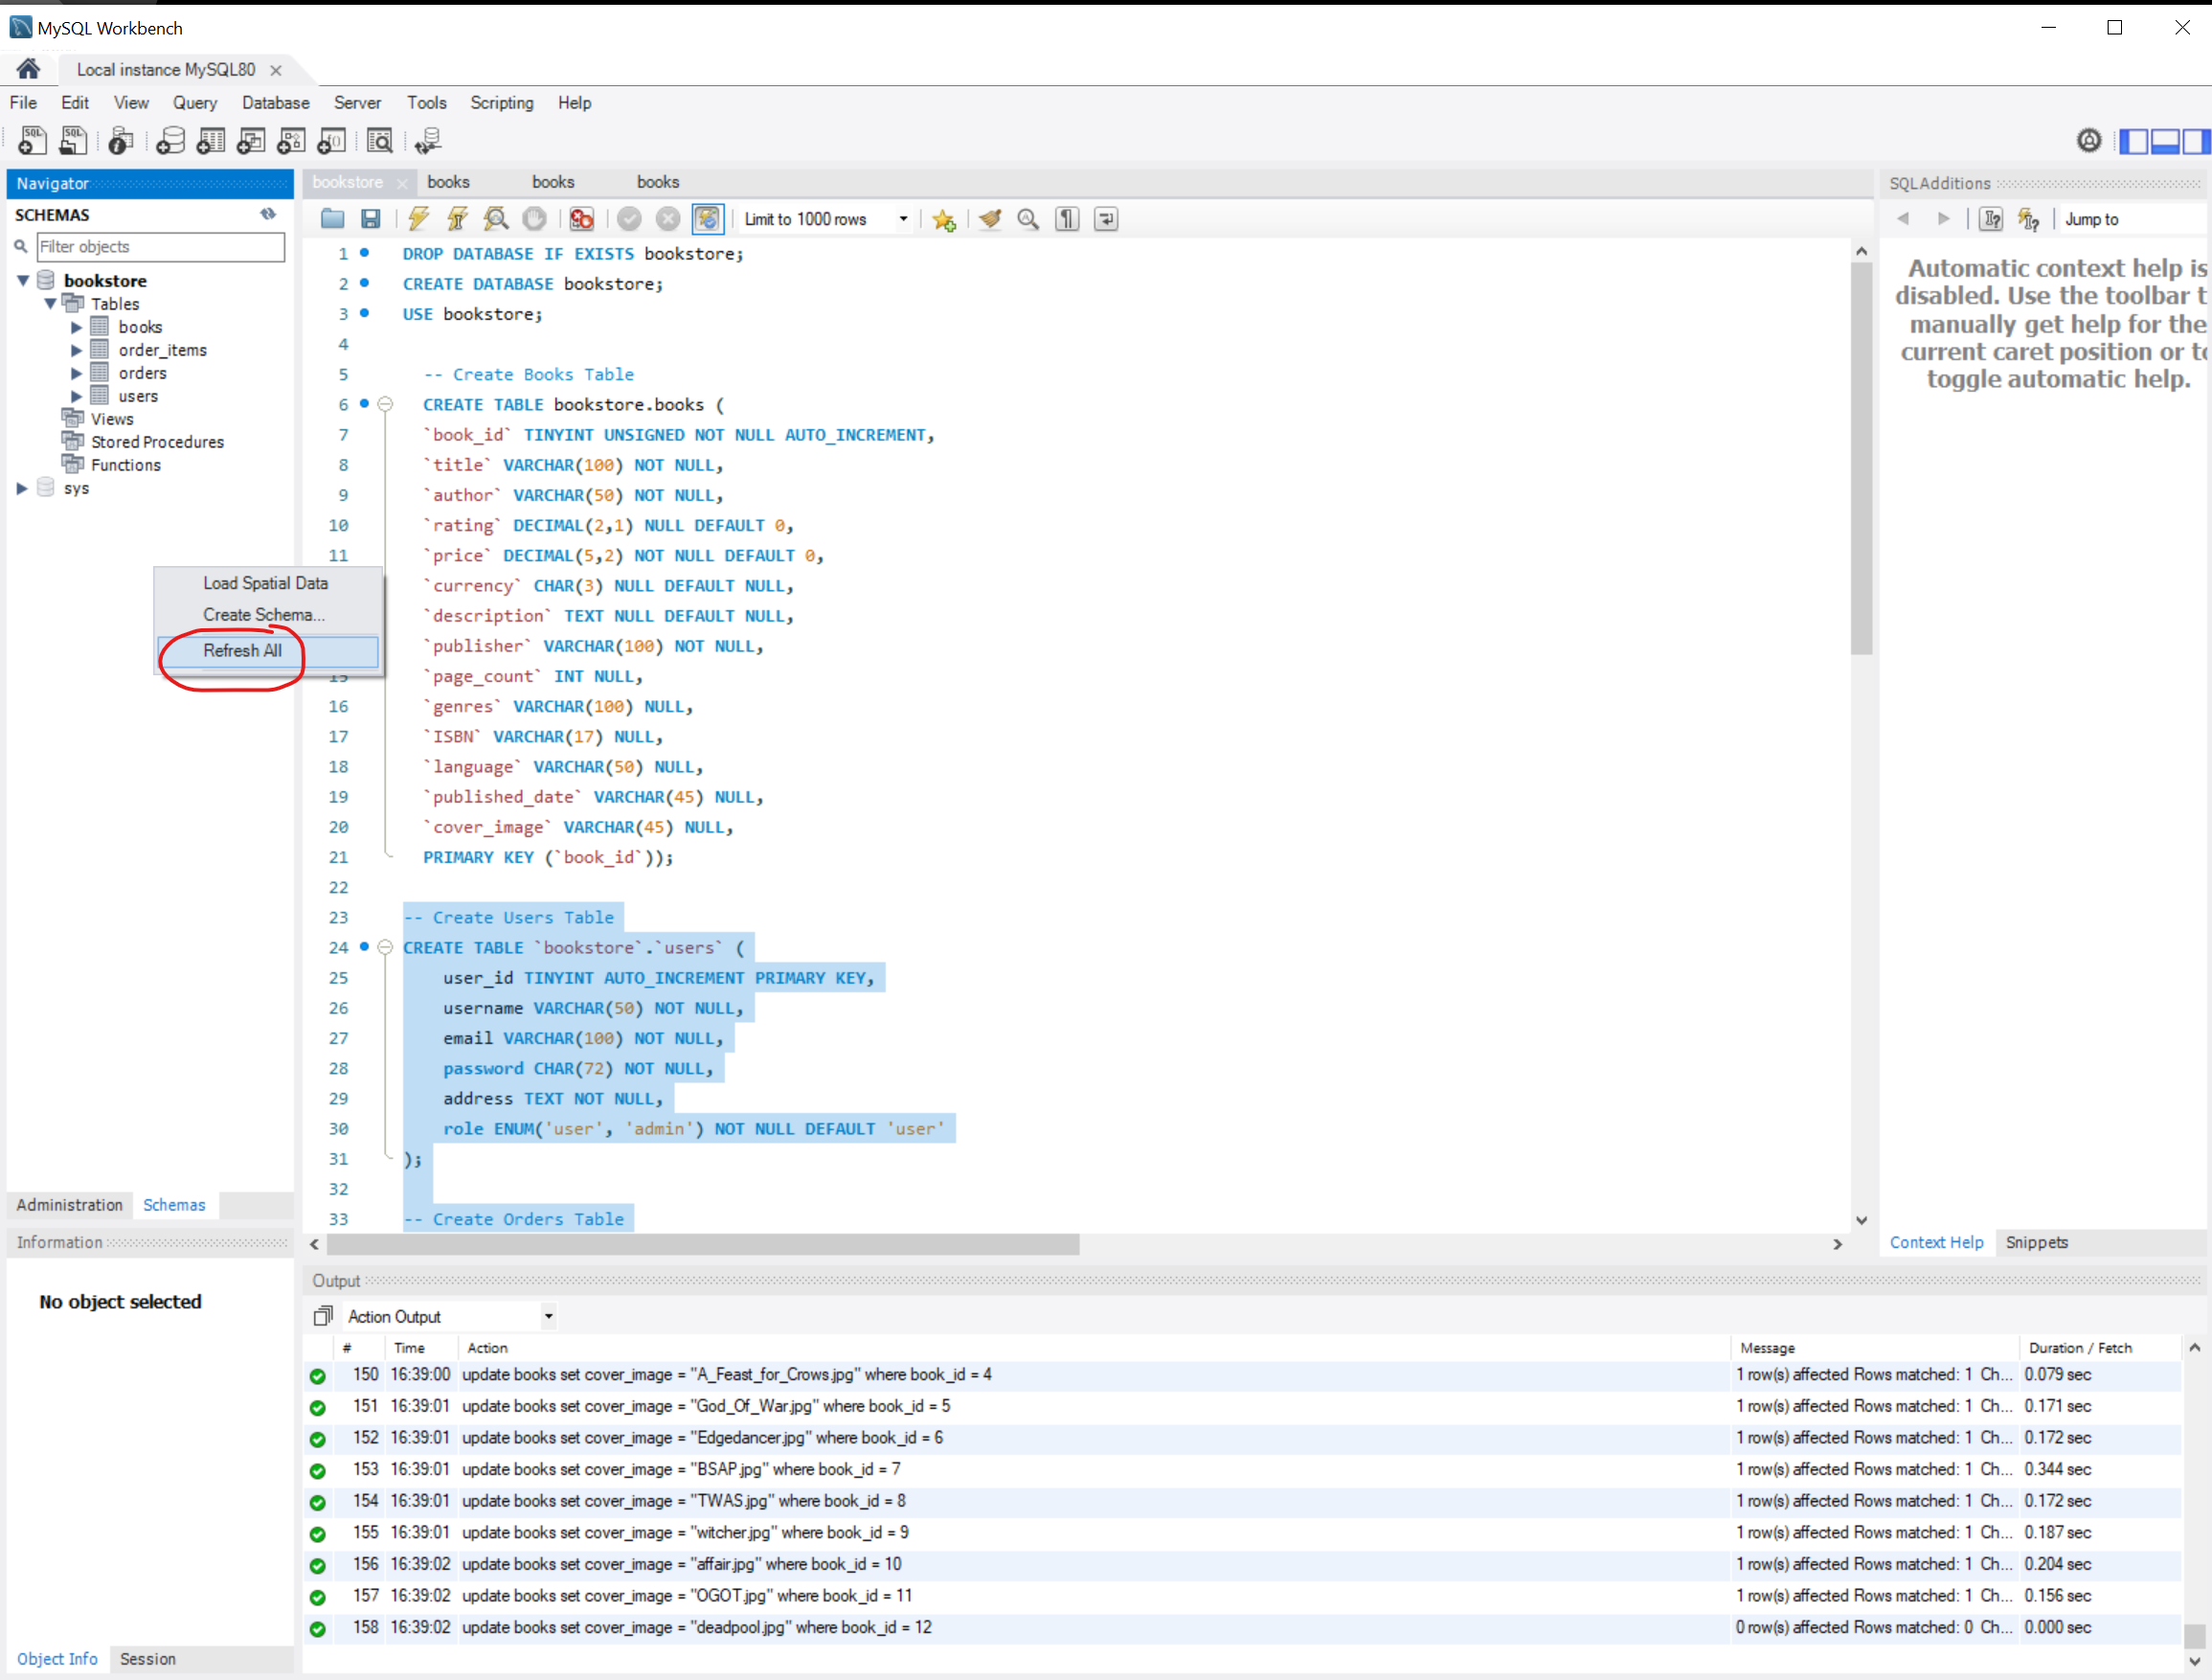 MySQL Workbench
Local instance MySQL80
File Edit View Query Database Server Tools Scripting Help
Navigator
SCHEMAS
Filter objects
bookstore
Tables
books
order_items
orders
users
Views
Stored Procedures
Functions
sys
Load Spatial Data
Create Schema...
Refresh All
Administration Schemas
Information
No object selected
Object Info Session
bookstore books books books
Limit to 1000 rows
1 DROP DATABASE IF EXISTS bookstore;
2 CREATE DATABASE bookstore;
3 USE bookstore;
4
5 -- Create Books Table
6 CREATE TABLE bookstore.books (
7 `book_id` TINYINT UNSIGNED NOT NULL AUTO_INCREMENT,
8 `title` VARCHAR(100) NOT NULL,
9 `author` VARCHAR(50) NOT NULL,
10 `rating` DECIMAL(2,1) NULL DEFAULT 0,
11 `price` DECIMAL(5,2) NOT NULL DEFAULT 0,
`currency` CHAR(3) NULL DEFAULT NULL,
`description` TEXT NULL DEFAULT NULL,
`publisher` VARCHAR(100) NOT NULL,
15 `page_count` INT NULL,
16 `genres` VARCHAR(100) NULL,
17 `ISBN` VARCHAR(17) NULL,
18 `language` VARCHAR(50) NULL,
19 `published_date` VARCHAR(45) NULL,
20 `cover_image` VARCHAR(45) NULL,
21 PRIMARY KEY (`book_id`));
22
23 -- Create Users Table
24 CREATE TABLE `bookstore`.`users` (
25 user_id TINYINT AUTO_INCREMENT PRIMARY KEY,
26 username VARCHAR(50) NOT NULL,
27 email VARCHAR(100) NOT NULL,
28 password CHAR(72) NOT NULL,
29 address TEXT NOT NULL,
30 role ENUM('user', 'admin') NOT NULL DEFAULT 'user'
31 );
32
33 -- Create Orders Table
SQLAdditions
Jump to
Automatic context help is
disabled. Use the toolbar t
manually get help for the
current caret position or to
toggle automatic help.
Context Help Snippets
Output
Action Output
# Time Action Message Duration / Fetch
150 16:39:00 update books set cover_image = "A_Feast_for_Crows.jpg" where book_id = 4 1 row(s) affected Rows matched: 1 Ch... 0.079 sec
151 16:39:01 update books set cover_image = "God_Of_War.jpg" where book_id = 5 1 row(s) affected Rows matched: 1 Ch... 0.171 sec
152 16:39:01 update books set cover_image = "Edgedancer.jpg" where book_id = 6 1 row(s) affected Rows matched: 1 Ch... 0.172 sec
153 16:39:01 update books set cover_image = "BSAP.jpg" where book_id = 7 1 row(s) affected Rows matched: 1 Ch... 0.344 sec
154 16:39:01 update books set cover_image = "TWAS.jpg" where book_id = 8 1 row(s) affected Rows matched: 1 Ch... 0.172 sec
155 16:39:01 update books set cover_image = "witcher.jpg" where book_id = 9 1 row(s) affected Rows matched: 1 Ch... 0.187 sec
156 16:39:02 update books set cover_image = "affair.jpg" where book_id = 10 1 row(s) affected Rows matched: 1 Ch... 0.204 sec
157 16:39:02 update books set cover_image = "OGOT.jpg" where book_id = 11 1 row(s) affected Rows matched: 1 Ch... 0.156 sec
158 16:39:02 update books set cover_image = "deadpool.jpg" where book_id = 12 0 row(s) affected Rows matched: 0 Ch... 0.000 sec